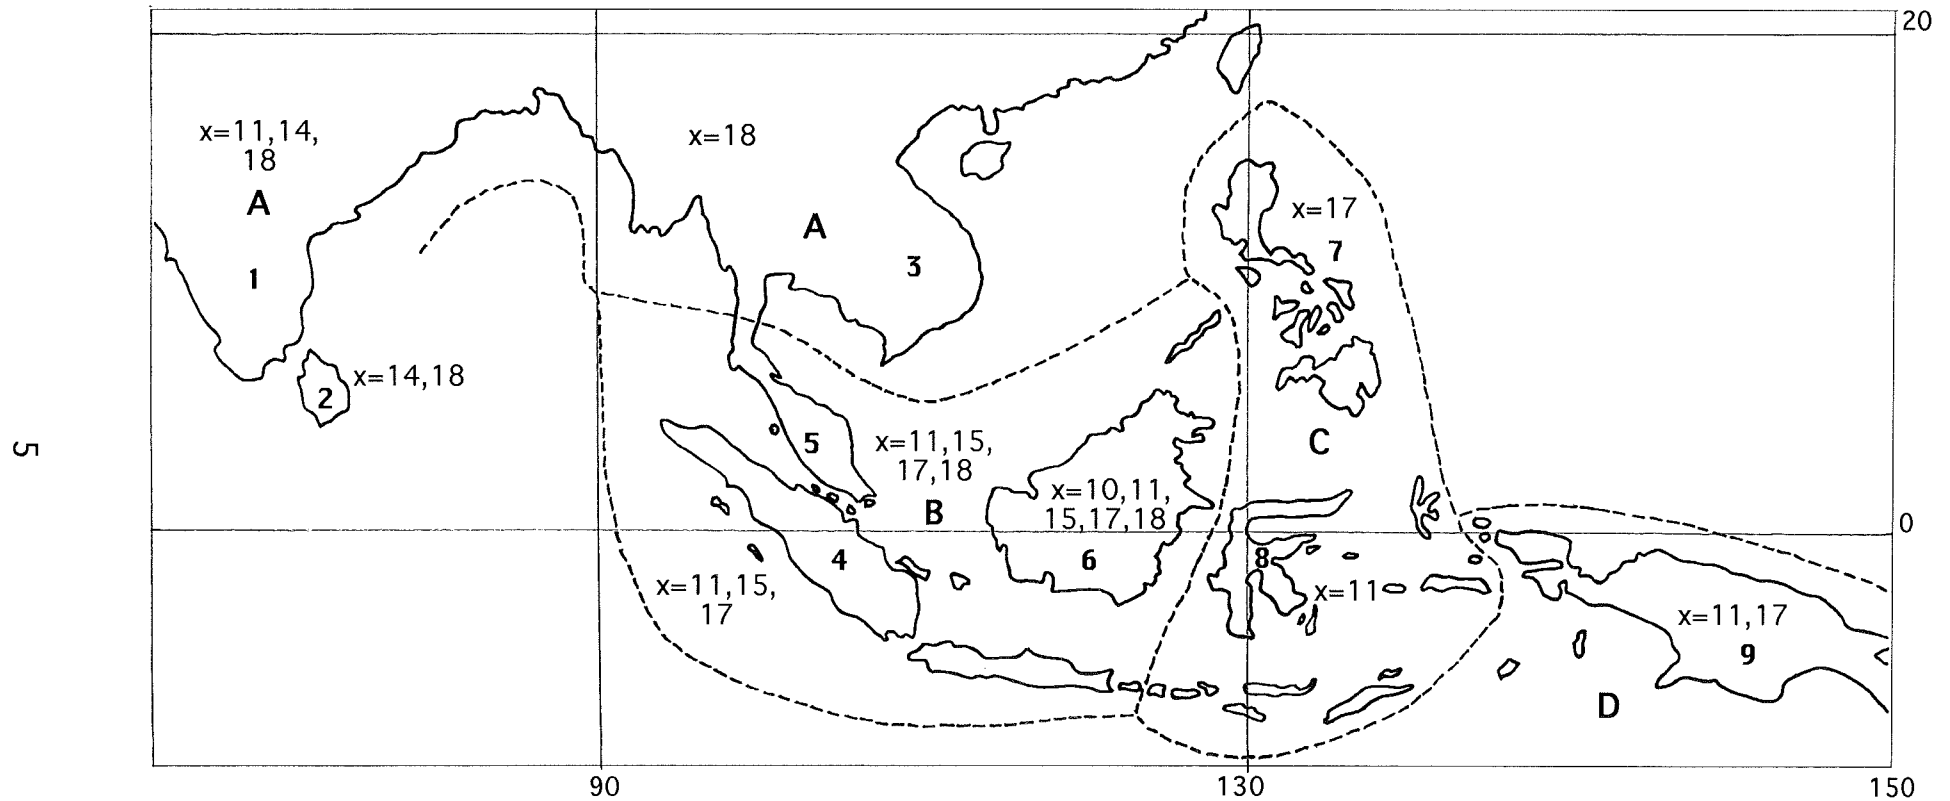 20
x=11,14,
18
x=18
A
A
x=17
7
3
1
x=14,18
2
5
5
x=11,15,
17,18
C
x=10,11,
15,17,18
B
0
4
6
8
x=11,15,
17
x=11
x=11,17
9
D
90
130
150